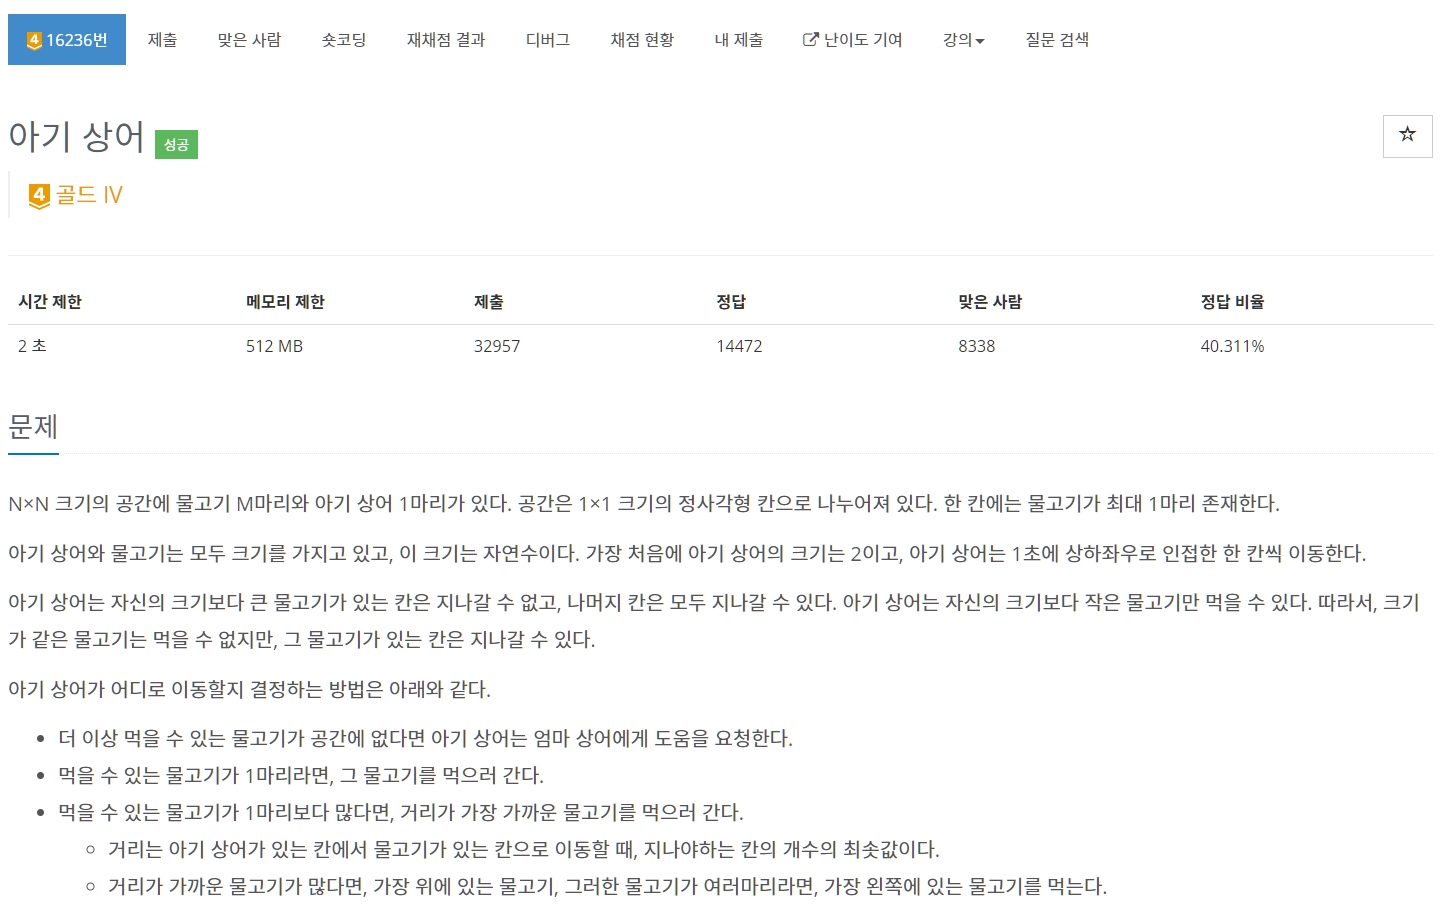 4 16236번 제출 맞은 사람 숏코딩 재채점 결과 디버그 채점 현황 내 제출 난이도 기여 강의 질문 검색
아기 상어 성공
4 골드 IV
시간 제한 메모리 제한 제출 정답 맞은 사람 정답 비율
2 초 512 MB 32957 14472 8338 40.311%
문제
N×N 크기의 공간에 물고기 M마리와 아기 상어 1마리가 있다. 공간은 1×1 크기의 정사각형 칸으로 나누어져 있다. 한 칸에는 물고기가 최대 1마리 존재한다.
아기 상어와 물고기는 모두 크기를 가지고 있고, 이 크기는 자연수이다. 가장 처음에 아기 상어의 크기는 2이고, 아기 상어는 1초에 상하좌우로 인접한 한 칸씩 이동한다.
아기 상어는 자신의 크기보다 큰 물고기가 있는 칸은 지나갈 수 없고, 나머지 칸은 모두 지나갈 수 있다. 아기 상어는 자신의 크기보다 작은 물고기만 먹을 수 있다. 따라서, 크기
가 같은 물고기는 먹을 수 없지만, 그 물고기가 있는 칸은 지나갈 수 있다.
아기 상어가 어디로 이동할지 결정하는 방법은 아래와 같다.
• 더 이상 먹을 수 있는 물고기가 공간에 없다면 아기 상어는 엄마 상어에게 도움을 요청한다.
• 먹을 수 있는 물고기가 1마리라면, 그 물고기를 먹으러 간다.
• 먹을 수 있는 물고기가 1마리보다 많다면, 거리가 가장 가까운 물고기를 먹으러 간다.
◦ 거리는 아기 상어가 있는 칸에서 물고기가 있는 칸으로 이동할 때, 지나야하는 칸의 개수의 최솟값이다.
◦ 거리가 가까운 물고기가 많다면, 가장 위에 있는 물고기, 그러한 물고기가 여러마리라면, 가장 왼쪽에 있는 물고기를 먹는다.